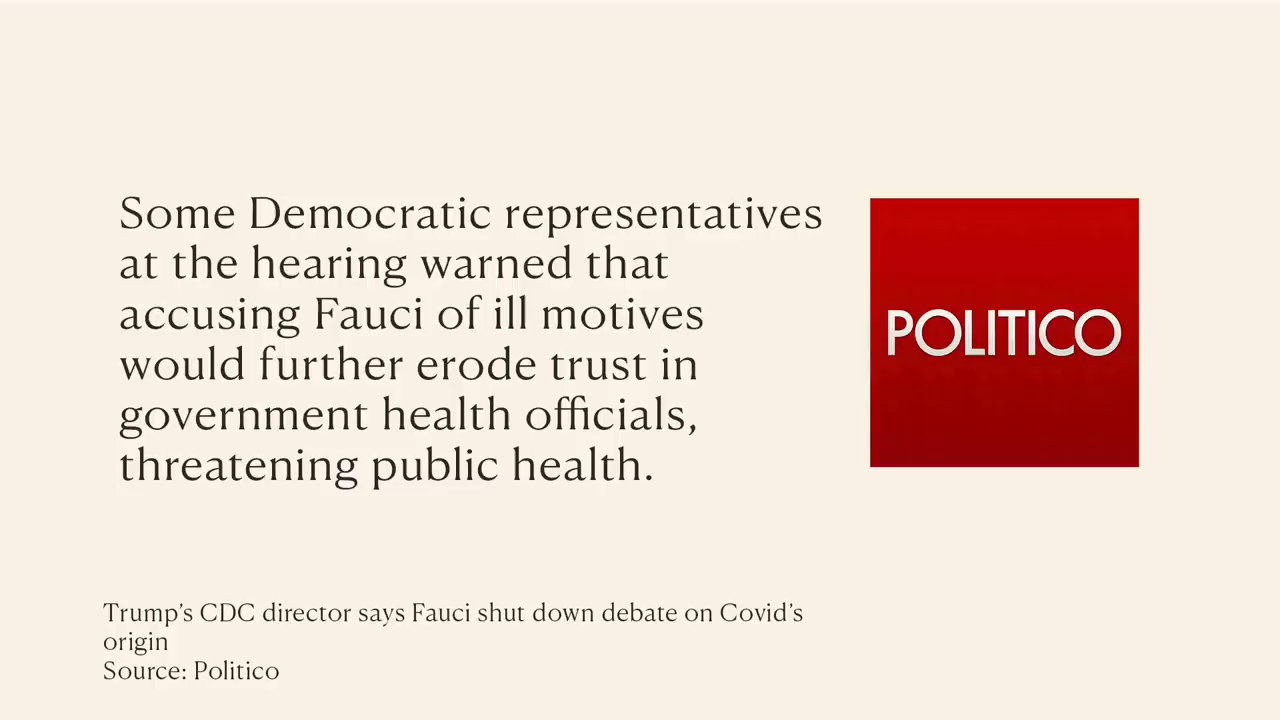 Some Democratic representatives
at the hearing warned that
accusing Fauci of ill motives
would further erode trust in
government health officials,
threatening public health.
POLITICO
Trump’s CDC director says Fauci shut down debate on Covid’s
origin
Source: Politico